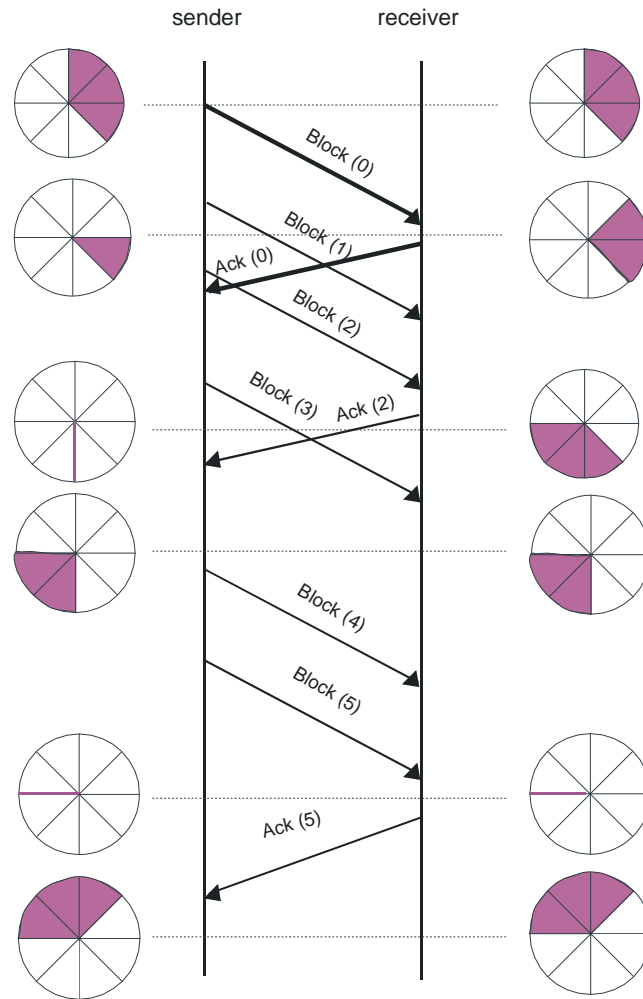 sender
receiver
Block (0)
Block (1)
Ack (0)
Block (2)
Block (3)
Ack (2)
Block (4)
Block (5)
Ack (5)